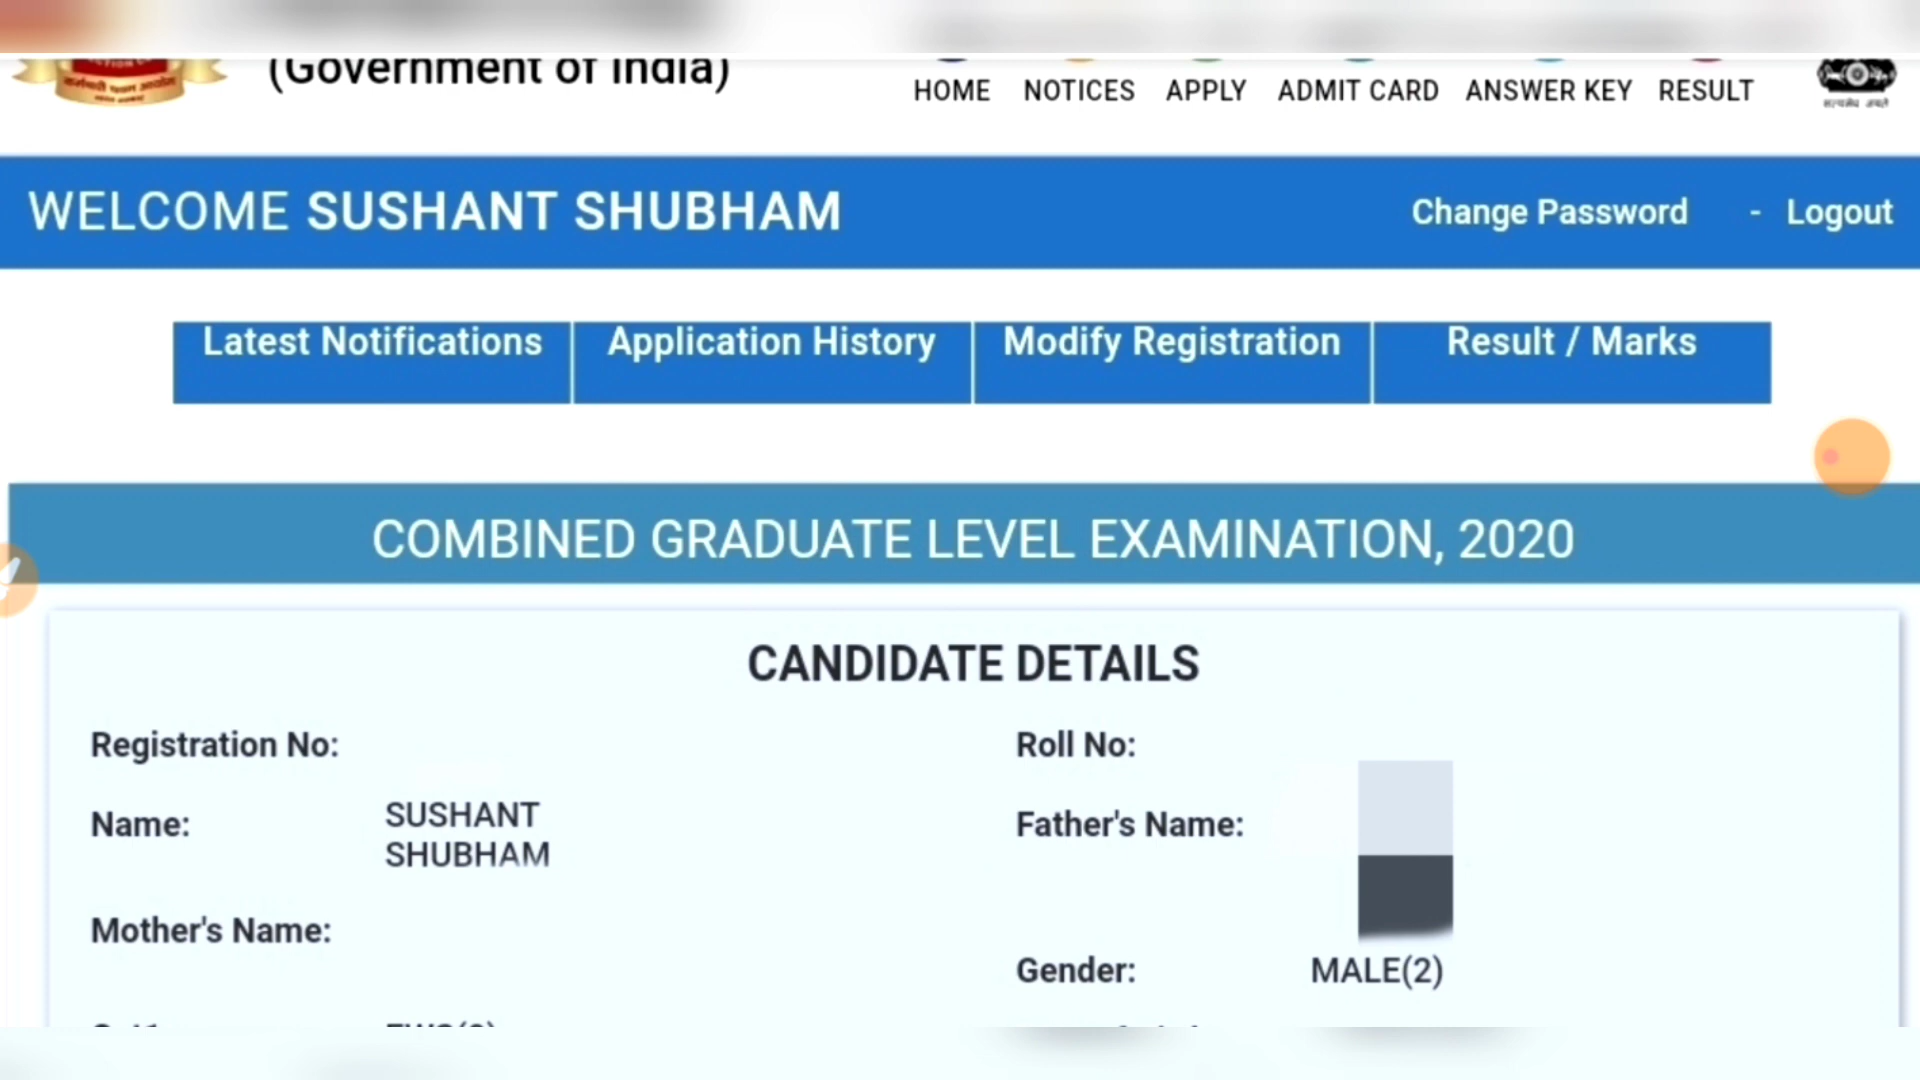 (Government of India)
HOME NOTICES APPLY ADMIT CARD ANSWER KEY RESULT
WELCOME SUSHANT SHUBHAM
Change Password - Logout
Latest Notifications Application History Modify Registration Result / Marks
COMBINED GRADUATE LEVEL EXAMINATION, 2020
CANDIDATE DETAILS
Registration No: Roll No:
Name: SUSHANT
SHUBHAM
Father's Name:
Mother's Name:
Gender: MALE(2)